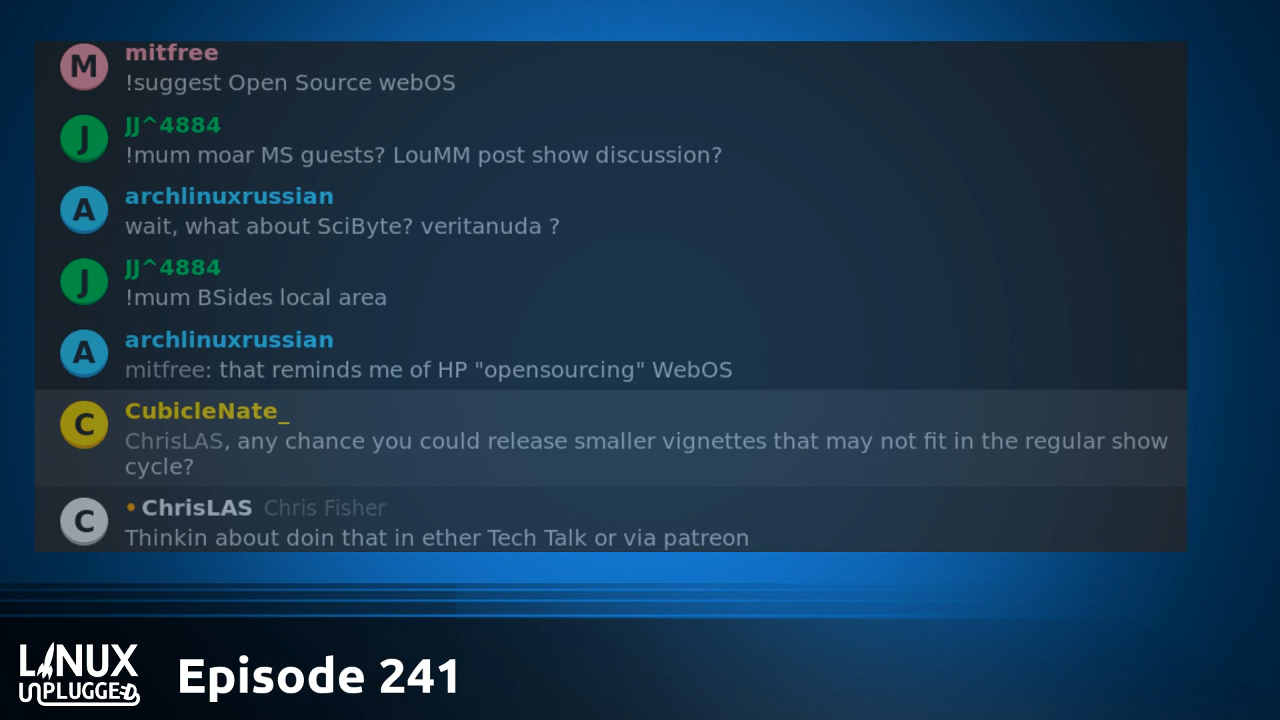 M mitfree
!suggest Open Source webOS
J JJ^4884
!mum moar MS guests? LouMM post show discussion?
A archlinuxrussian
wait, what about SciByte? veritanuda ?
J JJ^4884
!mum BSides local area
A archlinuxrussian
mitfree: that reminds me of HP "opensourcing" WebOS
C CubicleNate_
ChrisLAS, any chance you could release smaller vignettes that may not fit in the regular show
cycle?
C • ChrisLAS Chris Fisher
Thinkin about doin that in ether Tech Talk or via patreon
LINUX
UNPLUGGED
Episode 241